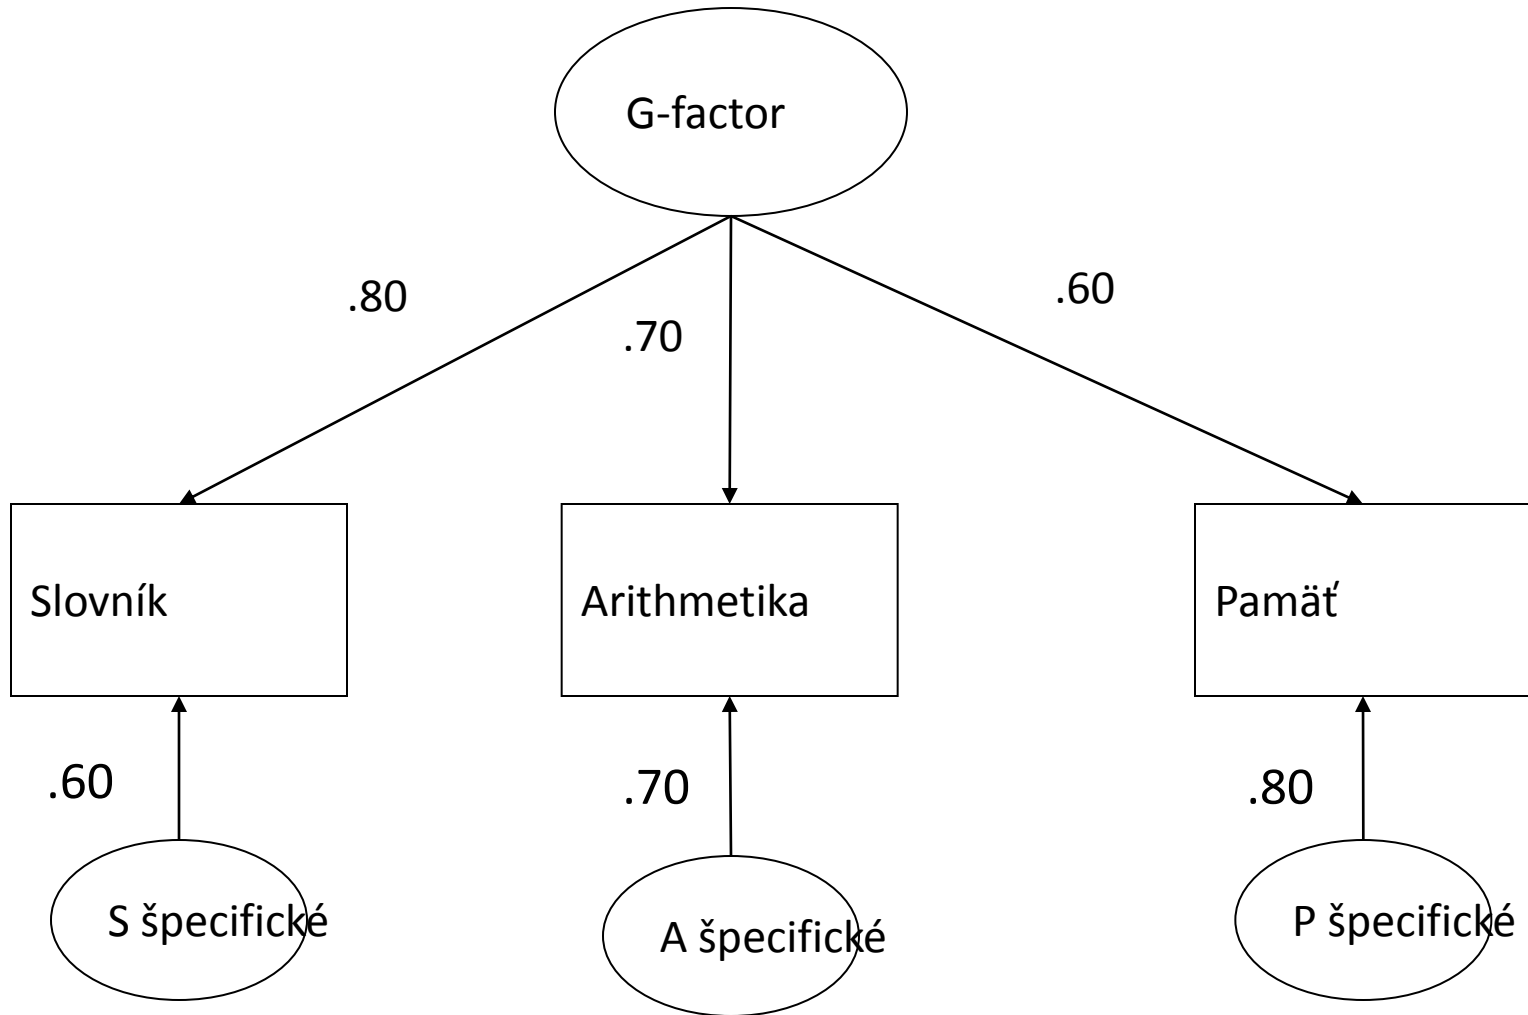 G-factor
.80
.70
.60
Slovník
Arithmetika
Pamäť
.60
.70
.80
S špecifické
A špecifické
P špecifické